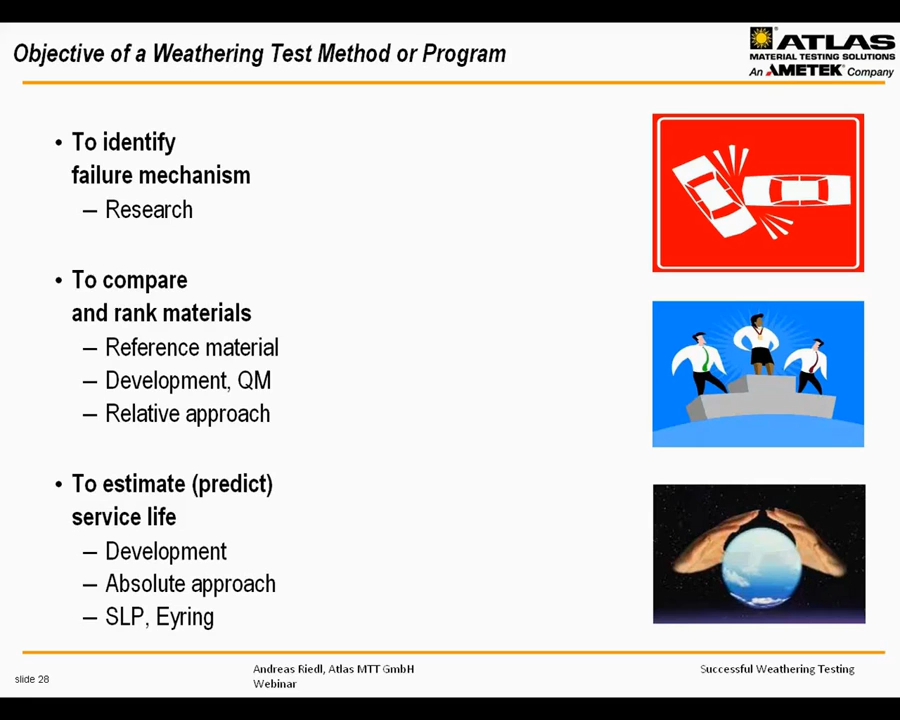 Objective of a Weathering Test Method or Program
ATLAS
MATERIAL TESTING SOLUTIONS
An AMETEK® Company
• To identify
failure mechanism
– Research
• To compare
and rank materials
– Reference material
– Development, QM
– Relative approach
• To estimate (predict)
service life
– Development
– Absolute approach
– SLP, Eyring
slide 28
Andreas Riedl, Atlas MTT GmbH
Webinar
Successful Weathering Testing